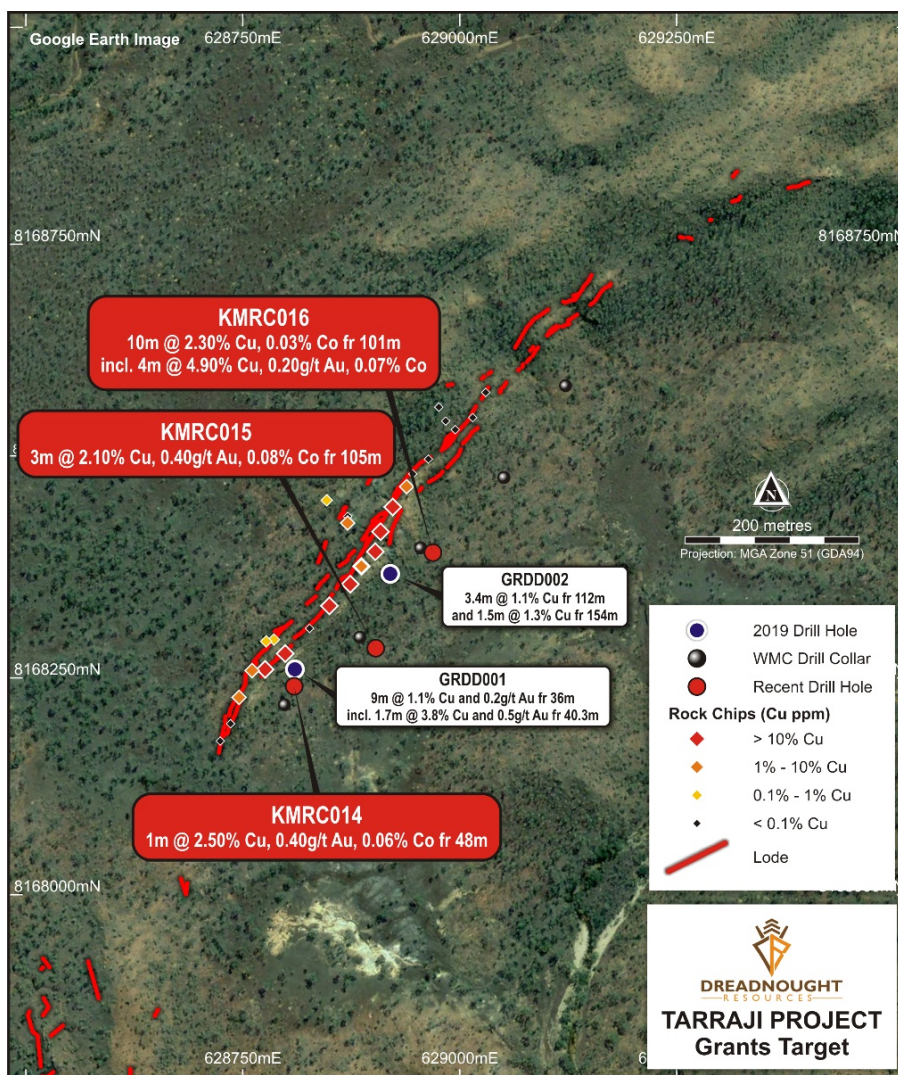 Google Earth Image
628750mE
629000mE
629250mE
8168750mN
8168750mN
KMRC016
10m @ 2.30% Cu, 0.03% Co fr 101m
incl. 4m @ 4.90% Cu, 0.20g/t Au, 0.07% Co
KMRC015
3m @ 2.10% Cu, 0.40g/t Au, 0.08% Co fr 105m
N
200 metres
Projection: MGA Zone 51 (GDA94)
GRDD002
3.4m @ 1.1% Cu fr 112m
and 1.5m @ 1.3% Cu fr 154m
8168250mN
GRDD001
9m @ 1.1% Cu and 0.2g/t Au fr 36m
incl. 1.7m @ 3.8% Cu and 0.5g/t Au fr 40.3m
KMRC014
1m @ 2.50% Cu, 0.40g/t Au, 0.06% Co fr 48m
2019 Drill Hole
WMC Drill Collar
Recent Drill Hole
Rock Chips (Cu ppm)
> 10% Cu
1% - 10% Cu
0.1% - 1% Cu
< 0.1% Cu
Lode
8168000mN
DREADNOUGHT
RESOURCES
TARRAJI PROJECT
Grants Target
628750mE
629000mE